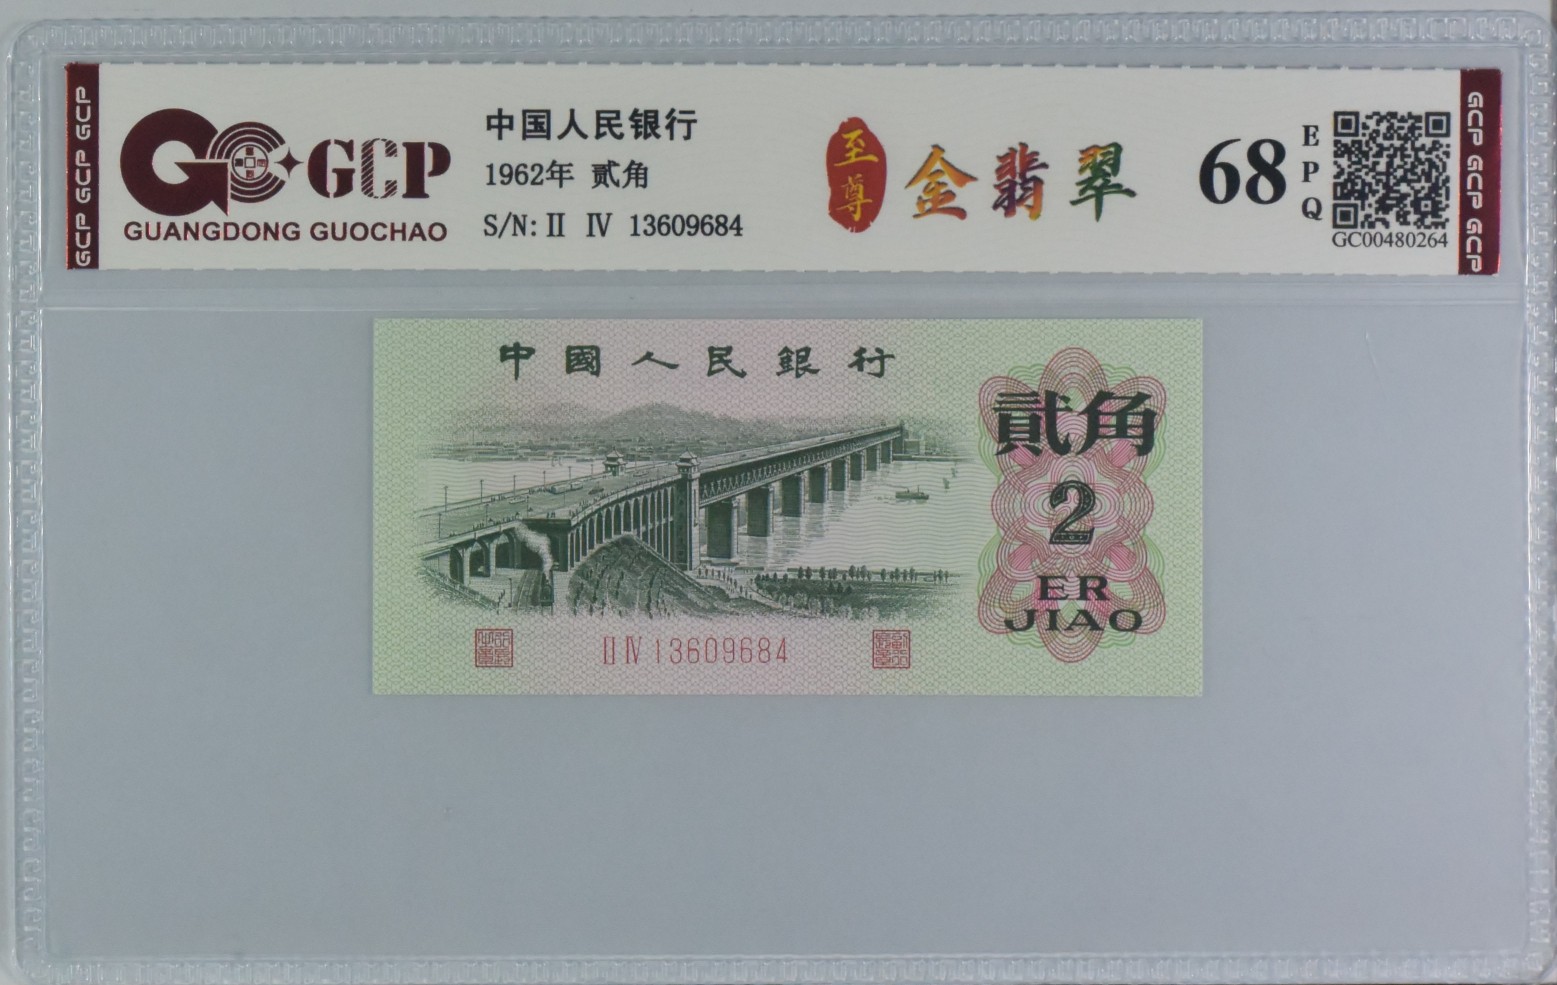 GCP GCP GCP
GCP
GUANGDONG GUOCHAO
中国人民银行
1962年 贰角
S/N: II IV 13609684
至尊
金翡翠
68
EPQ
GC00480264
GCP GCP GCP
中國人民銀行
貳角
2
ER
JIAO
II IV 13609684